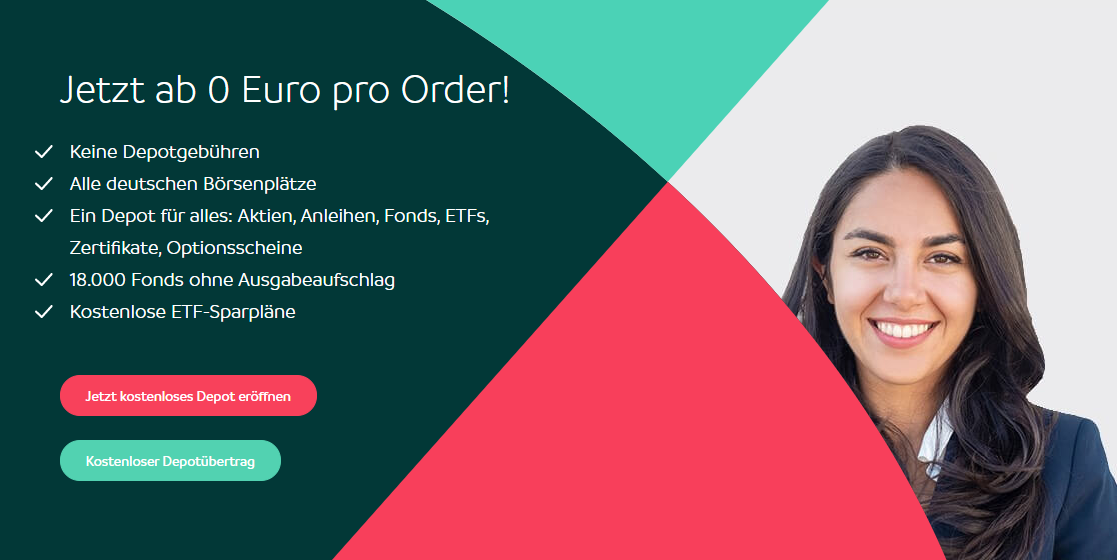 Jetzt ab 0 Euro pro Order!
Keine Depotgebühren
Alle deutschen Börsenplätze
Ein Depot für alles: Aktien, Anleihen, Fonds, ETFs,
Zertifikate, Optionsscheine
18.000 Fonds ohne Ausgabeaufschlag
Kostenlose ETF-Sparpläne
Jetzt kostenloses Depot eröffnen
Kostenloser Depotübertrag